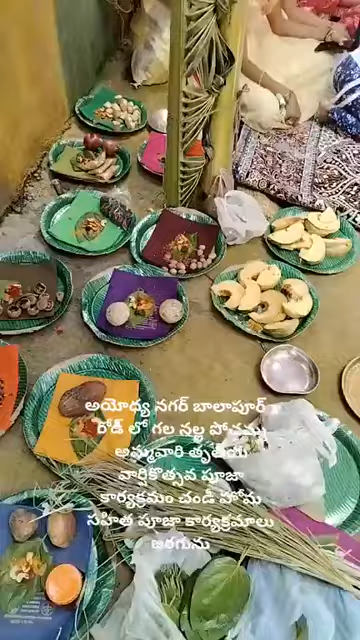 అయోధ్య నగర్ బాలాపూర్
రోడ్ లో గల నల్ల పోచమ్మ
అమ్మవారి తృతీయ
వార్షికోత్సవ పూజా
కార్యక్రమం చండీ హోమ
సహిత పూజా కార్యక్రమాలు
జరుగును